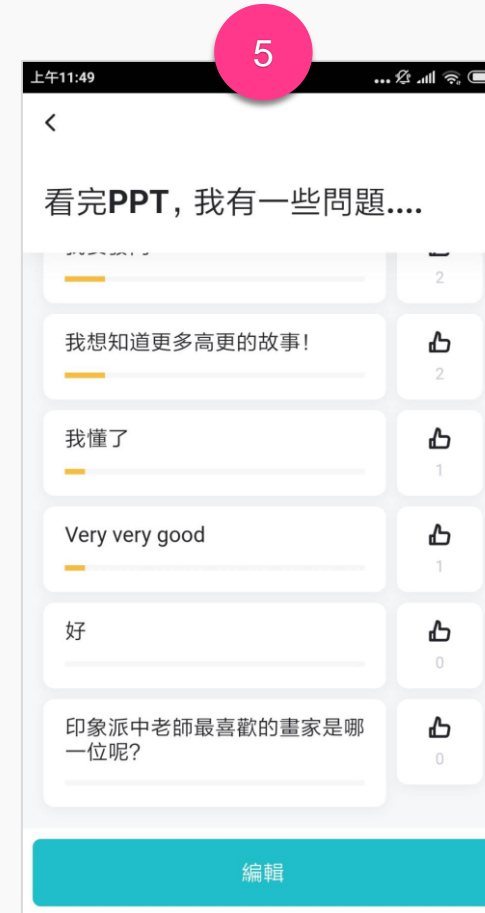 5
上午11:49
看完PPT，我有一些問題....
2
我想知道更多高更的故事！
2
我懂了
1
Very very good
1
好
0
印象派中老師最喜歡的畫家是哪
一位呢？
0
編輯